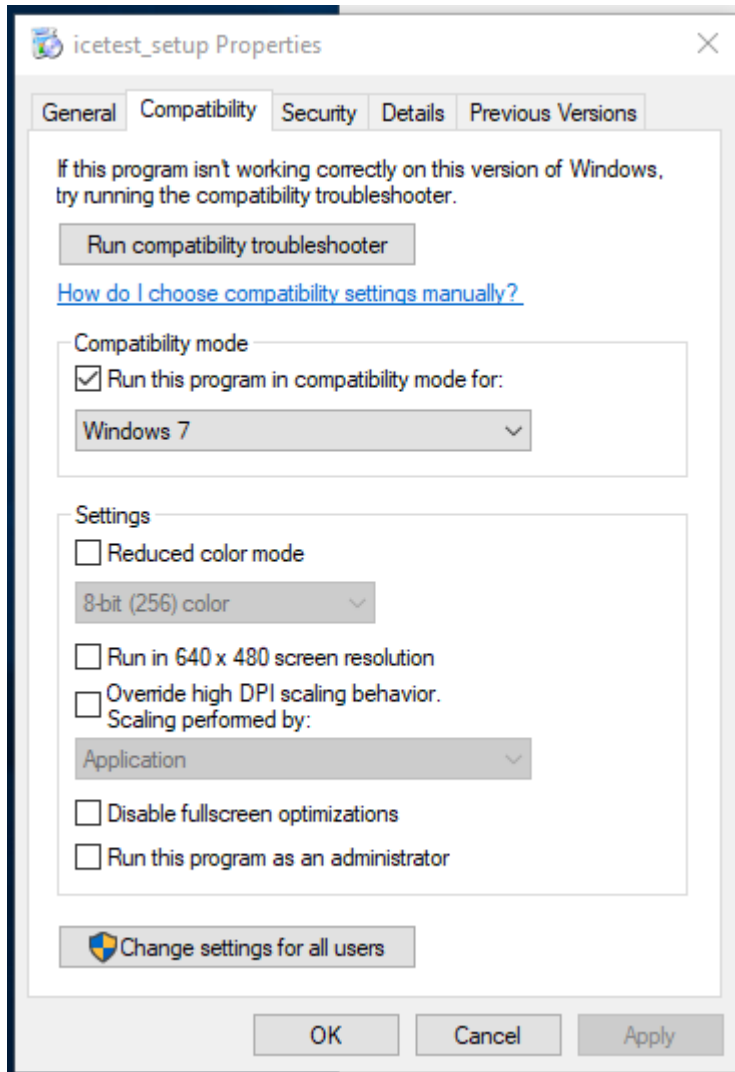 icetest_setup Properties
General Compatibility Security Details Previous Versions
If this program isn't working correctly on this version of Windows,
try running the compatibility troubleshooter.
Run compatibility troubleshooter
How do I choose compatibility settings manually?
Compatibility mode
Run this program in compatibility mode for:
Windows 7
Settings
Reduced color mode
8-bit (256) color
Run in 640 x 480 screen resolution
Override high DPI scaling behavior.
Scaling performed by:
Application
Disable fullscreen optimizations
Run this program as an administrator
Change settings for all users
OK Cancel Apply